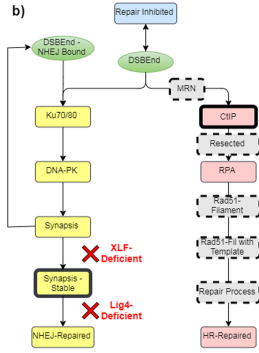 b)
Repair Inhibited
DSBEnd -
NHEJ Bound
DSBEnd
MRN
Ku70/80
CtIP
Resected
DNA-PK
RPA
Rad51-
Filament
Synapsis
XLF-
Deficient
Rad51-Fil with
Template
Synapsis -
Stable
Lig4-
Deficient
Repair Process
NHEJ-Repaired
HR-Repaired